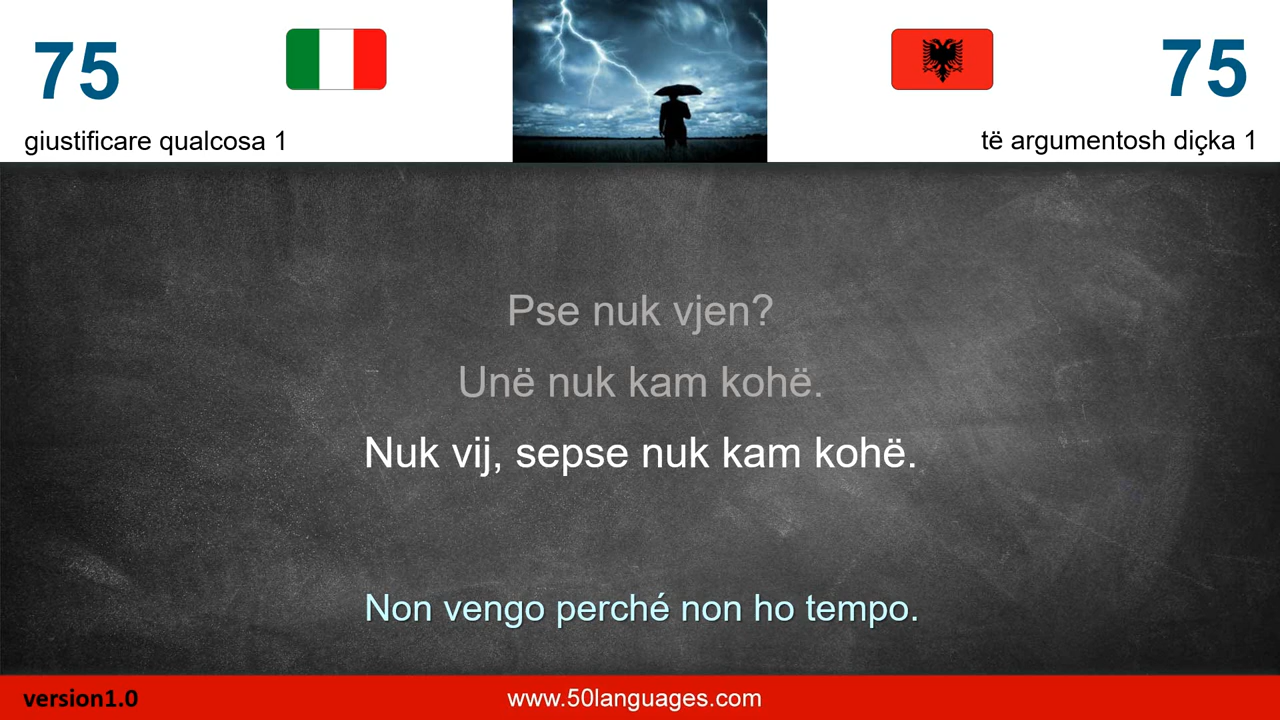 75
75
giustificare qualcosa 1
të argumentosh diçka 1
Pse nuk vjen?
Unë nuk kam kohë.
Nuk vij, sepse nuk kam kohë.
Non vengo perché non ho tempo.
version1.0
www.50languages.com